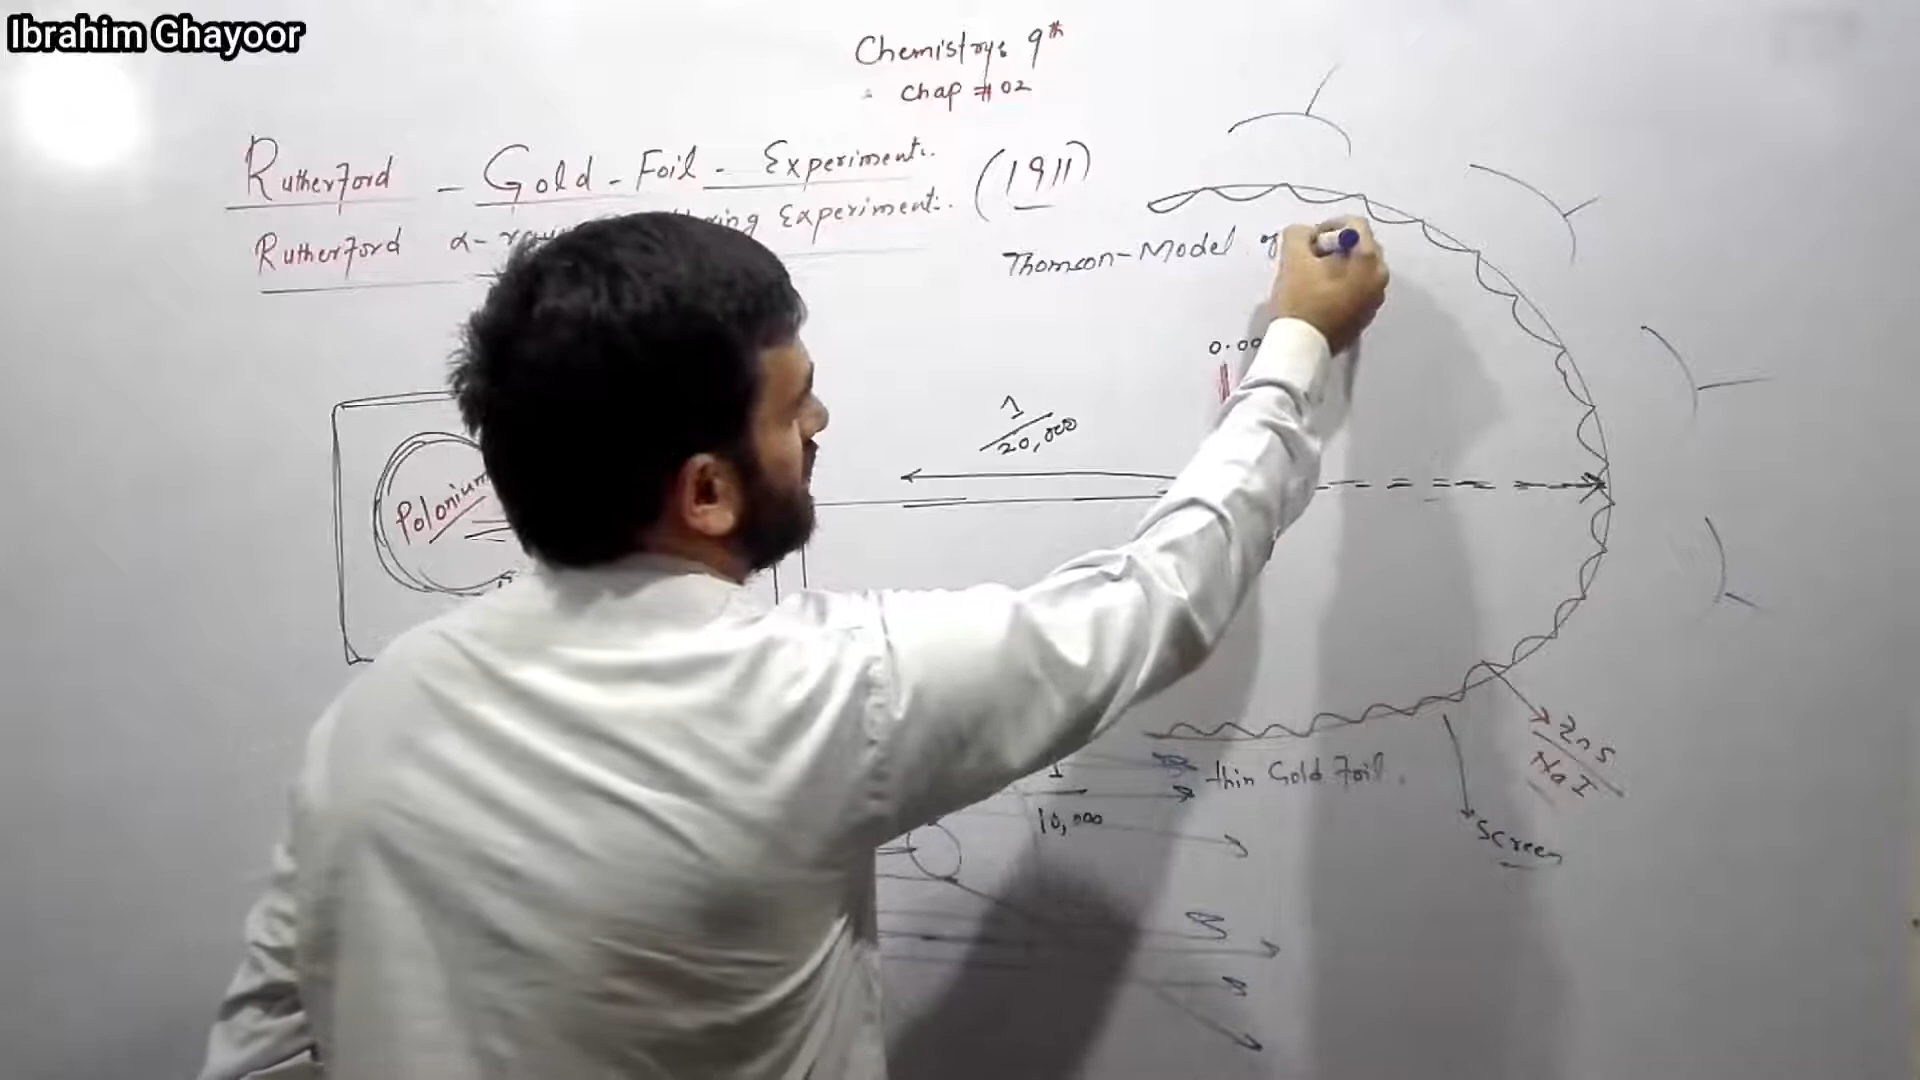 Ibrahim Ghayoor
Chemistry: 9th
Chap # 02
Rutherford - Gold - Foil - Experiment:. (1911)
Rutherford α- Experiment:.
Thomson-Model of
0.00
1/20,000
Polonium
1/10,000
thin Gold Foil.
ZnS
NaI
Screen